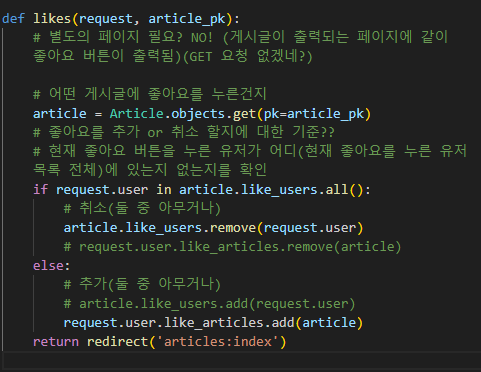 def likes(request, article_pk):
    # 별도의 페이지 필요? NO! (게시글이 출력되는 페이지에 같이
    좋아요 버튼이 출력됨)(GET 요청 없겠네?)
    # 어떤 게시글에 좋아요를 누른건지
    article = Article.objects.get(pk=article_pk)
    # 좋아요를 추가 or 취소 할지에 대한 기준??
    # 현재 좋아요 버튼을 누른 유저가 어디(현재 좋아요를 누른 유저
    목록 전체)에 있는지 없는지를 확인
    if request.user in article.like_users.all():
        # 취소(둘 중 아무거나)
        article.like_users.remove(request.user)
        # request.user.like_articles.remove(article)
    else:
        # 추가(둘 중 아무거나)
        # article.like_users.add(request.user)
        request.user.like_articles.add(article)
    return redirect('articles:index')